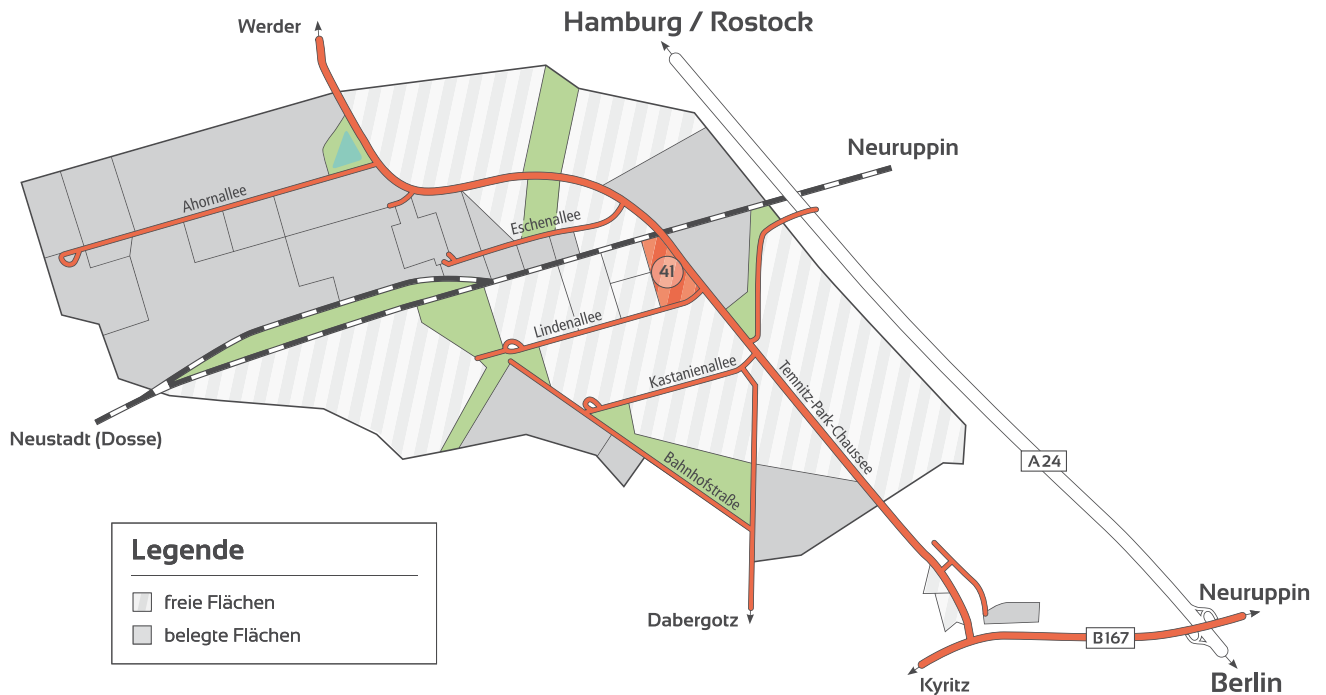 Hamburg / Rostock
Werder
Neuruppin
Ahornallee
Eschenallee
41
Lindenallee
Kastanienallee
Temnitz-Park-Chaussee
Neustadt (Dosse)
A24
Bahnhofstraße
Legende
freie Flächen
belegte Flächen
Dabergotz
Neuruppin
B167
Kyritz
Berlin